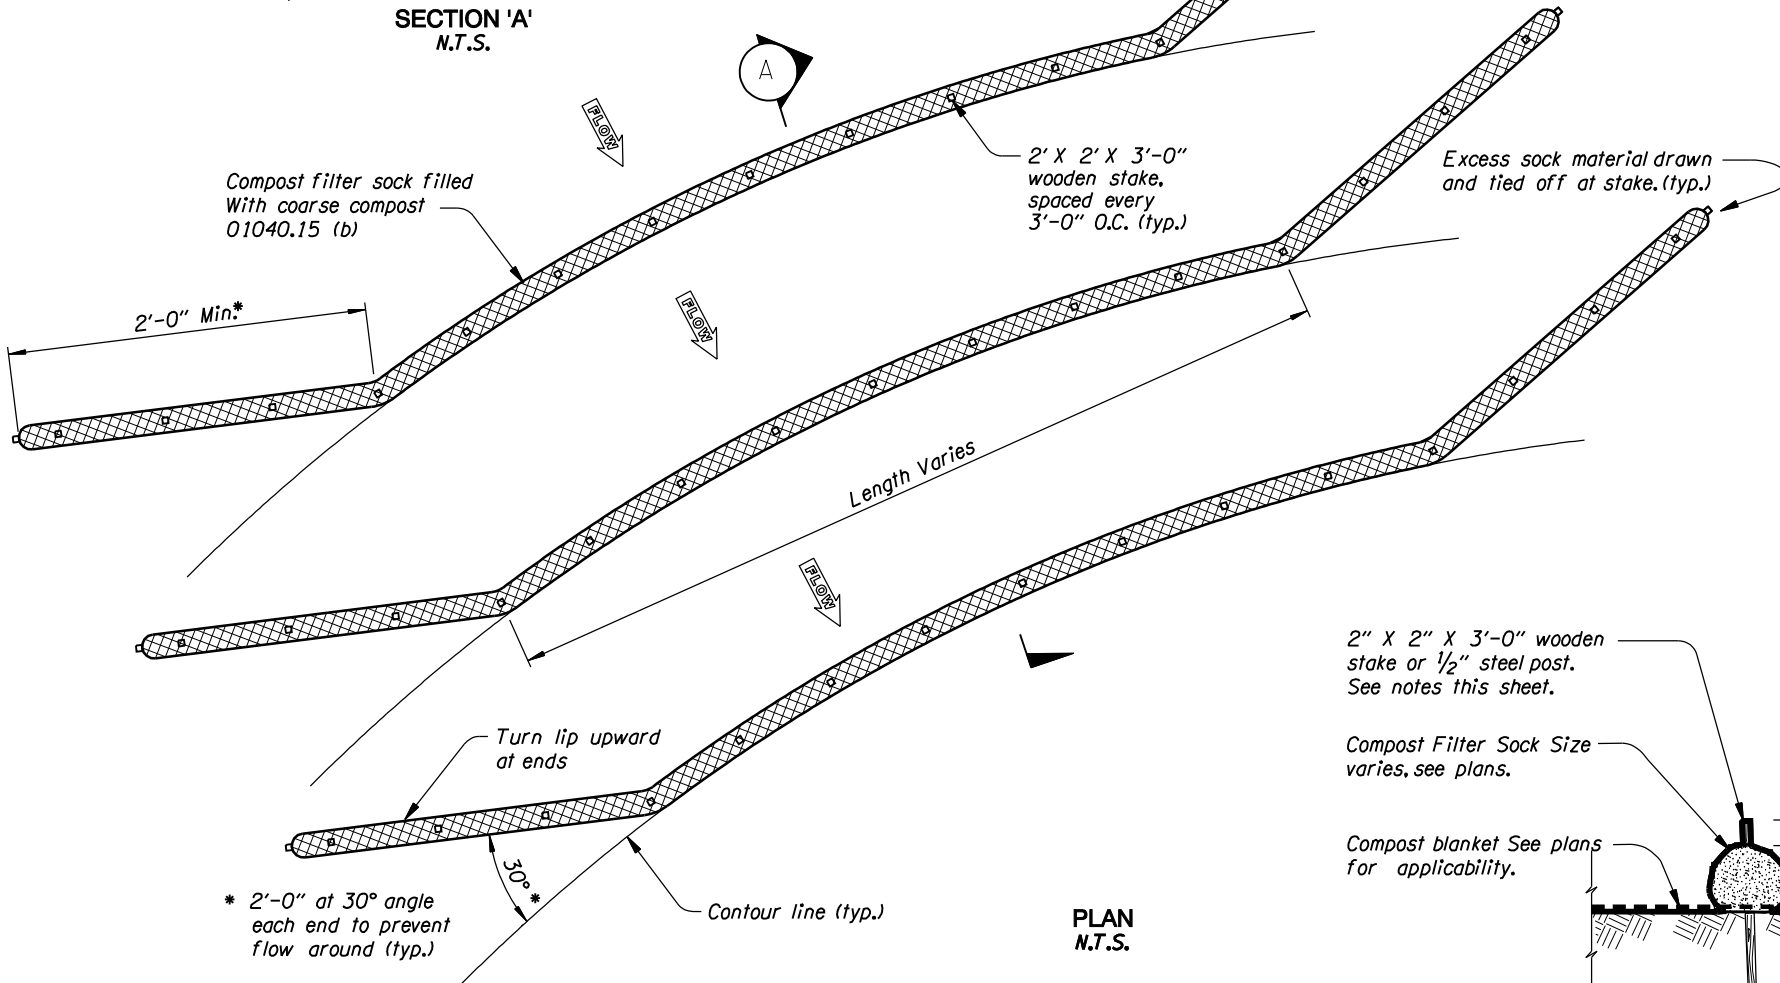 SECTION 'A'
N.T.S.
A
FLOW
Compost filter sock filled
With coarse compost
01040.15 (b)
2' X 2' X 3'-0"
wooden stake,
spaced every
3'-0" O.C. (typ.)
Excess sock material drawn
and tied off at stake. (typ.)
2'-0" Min.*
FLOW
Length Varies
FLOW
2" X 2" X 3'-0" wooden
stake or 1/2" steel post.
See notes this sheet.
Turn lip upward
at ends
Compost Filter Sock Size
varies, see plans.
Compost blanket See plans
for applicability.
30° *
* 2'-0" at 30° angle
each end to prevent
flow around (typ.)
Contour line (typ.)
PLAN
N.T.S.